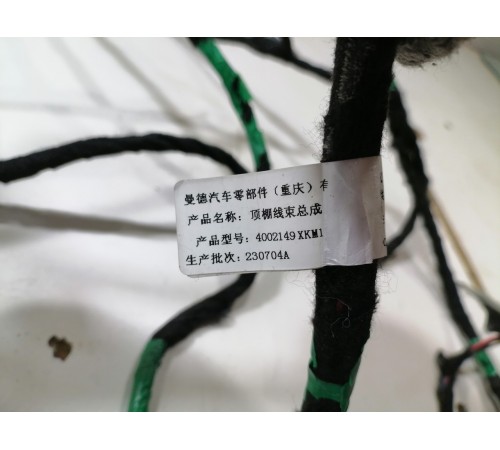 曼德汽车零部件（重庆）有
产品名称：顶棚线束总成
产品型号：4002149XKM1
生产批次：230704A